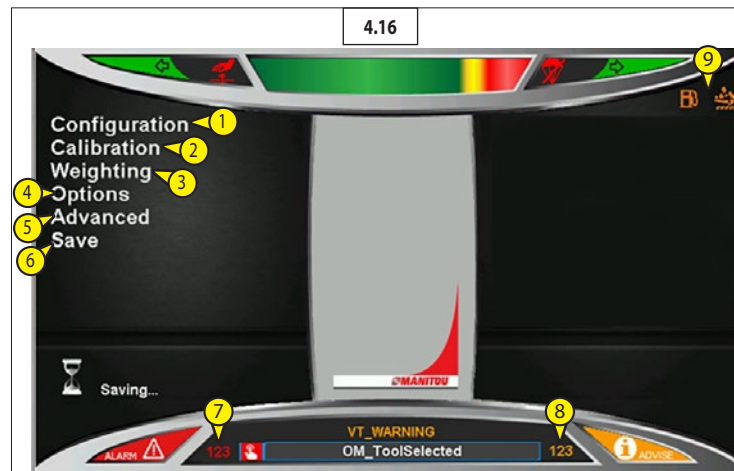 4.16
9
Configuration 1
Calibration 2
Weighting 3
4 Options
5 Advanced
Save
6
Saving...
MANITOU
7
8
ALARM
123
VT_WARNING
OM_ToolSelected
123
i ADVISE